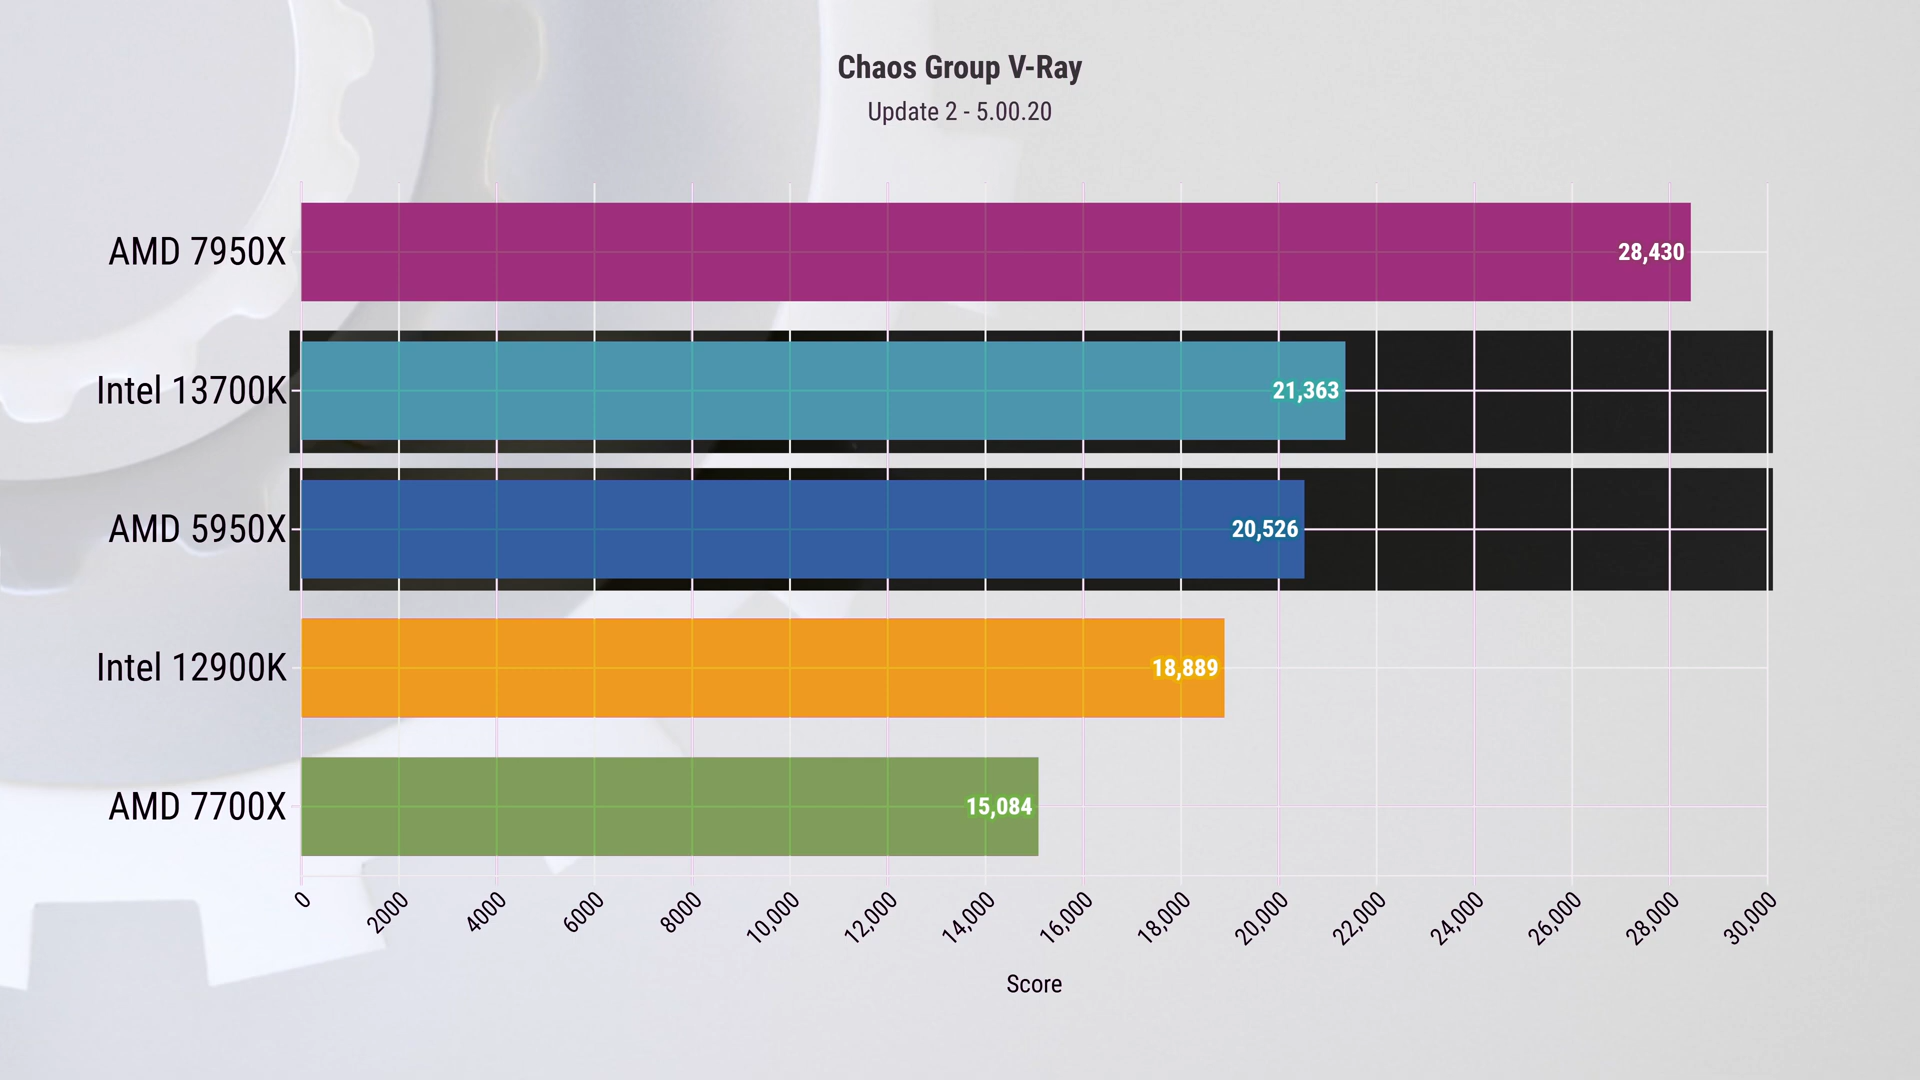 Chaos Group V-Ray
Update 2 - 5.00.20
AMD 7950X 28,430
Intel 13700K 21,363
AMD 5950X 20,526
Intel 12900K 18,889
AMD 7700X 15,084
0 2000 4000 6000 8000 10,000 12,000 14,000 16,000 18,000 20,000 22,000 24,000 26,000 28,000 30,000
Score